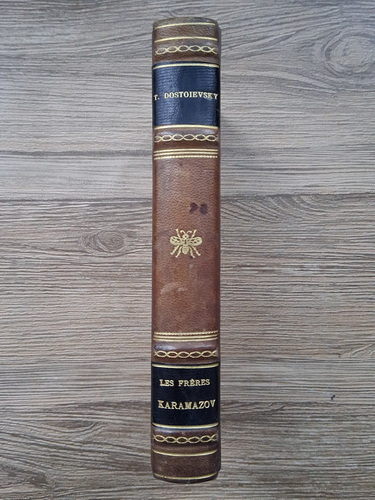 T. DOSTOIEVSKY
LES FRÈRES
KARAMAZOV